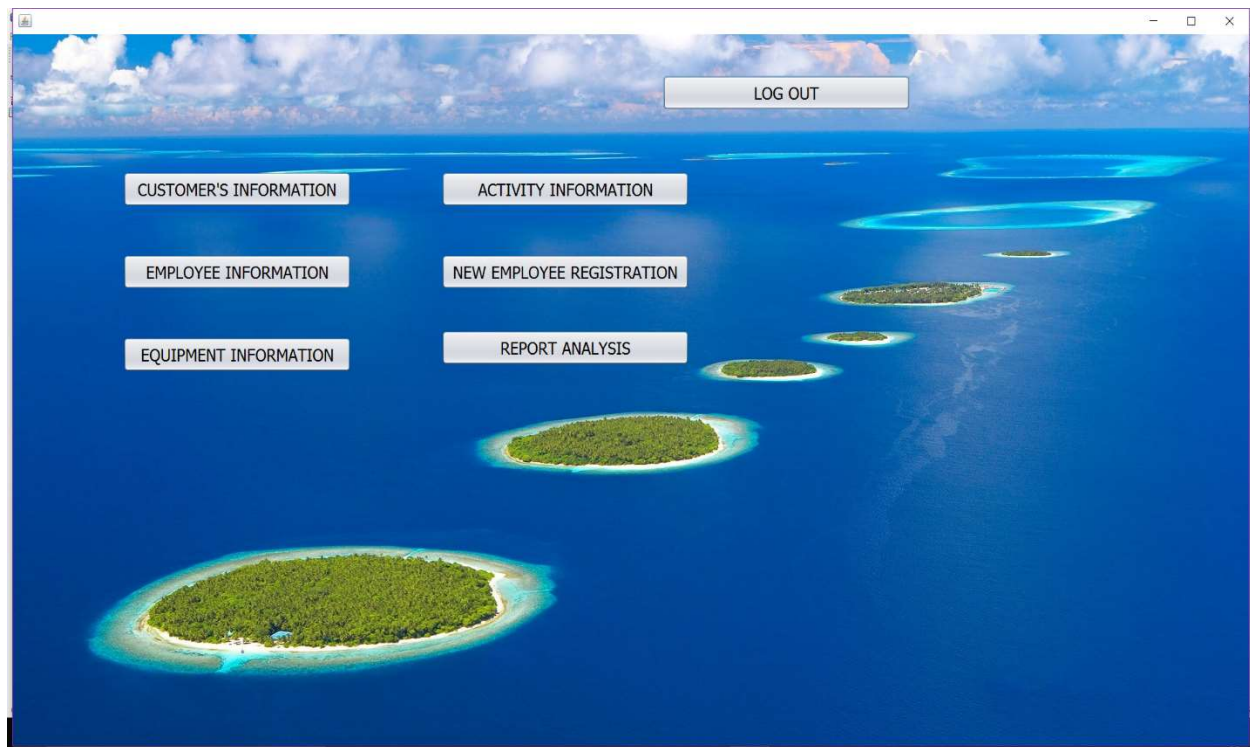 LOG OUT
CUSTOMER'S INFORMATION
ACTIVITY INFORMATION
EMPLOYEE INFORMATION
NEW EMPLOYEE REGISTRATION
EQUIPMENT INFORMATION
REPORT ANALYSIS